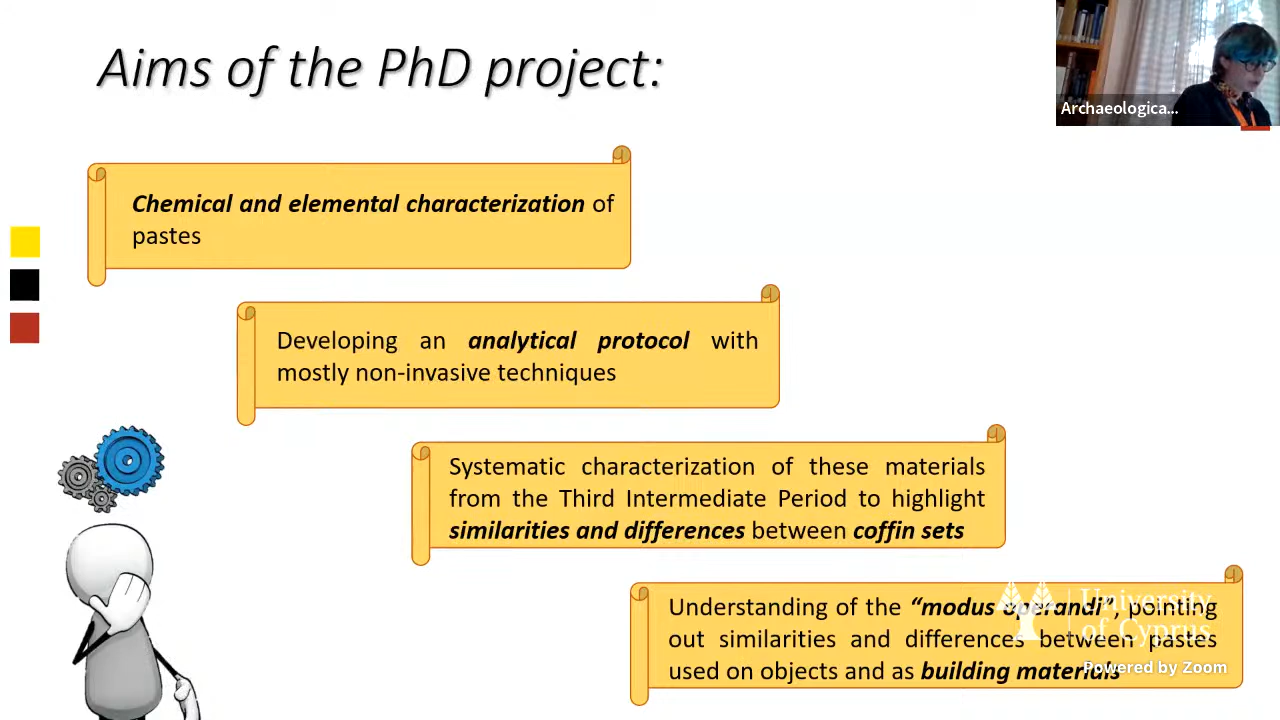 Aims of the PhD project:
Archaeologica...
Chemical and elemental characterization of
pastes
Developing an analytical protocol with
mostly non-invasive techniques
Systematic characterization of these materials
from the Third Intermediate Period to highlight
similarities and differences between coffin sets
Understanding of the “modus operandi”, pointing
out similarities and differences between pastes
used on objects and as building materials
University
of Cyprus
Powered by Zoom